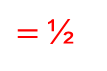 = ½